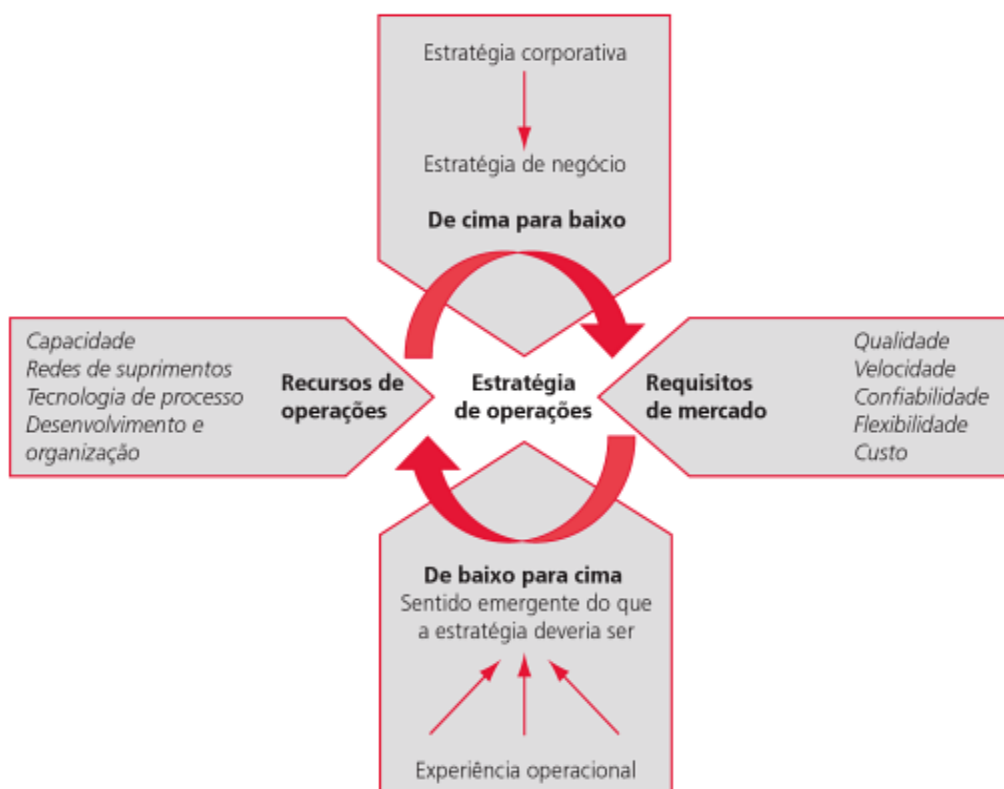 Estratégia corporativa
Estratégia de negócio
De cima para baixo
Capacidade
Redes de suprimentos
Tecnologia de processo
Desenvolvimento e
organização
Recursos de
operações
Estratégia
de operações
Requisitos
de mercado
Qualidade
Velocidade
Confiabilidade
Flexibilidade
Custo
De baixo para cima
Sentido emergente do que
a estratégia deveria ser
Experiência operacional